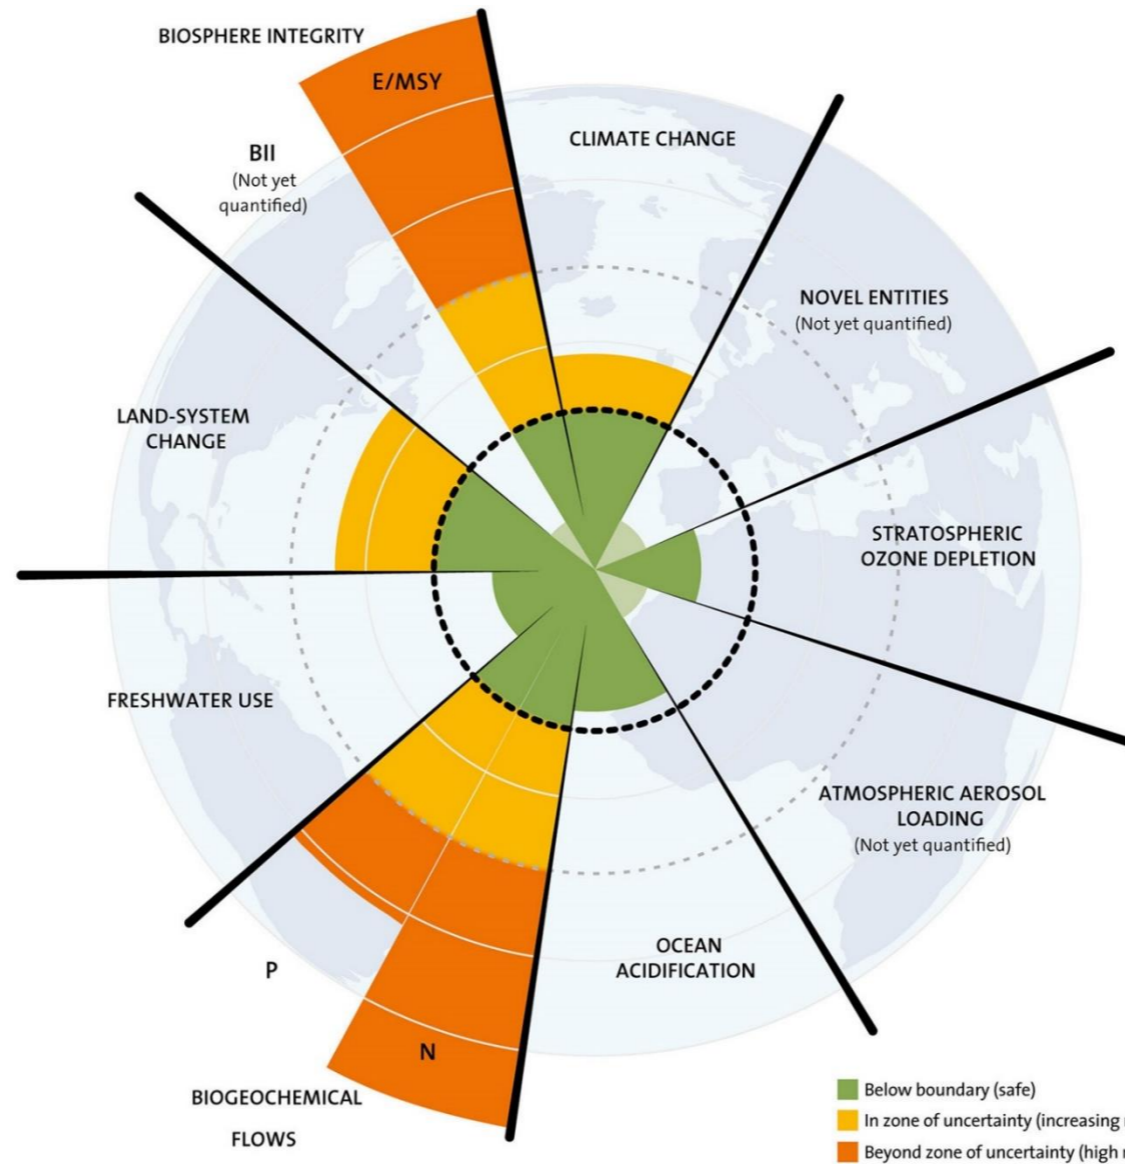 BIOSPHERE INTEGRITY
E/MSY
BII
(Not yet
quantified)
CLIMATE CHANGE
NOVEL ENTITIES
(Not yet quantified)
LAND-SYSTEM
CHANGE
STRATOSPHERIC
OZONE DEPLETION
FRESHWATER USE
ATMOSPHERIC AEROSOL
LOADING
(Not yet quantified)
OCEAN
ACIDIFICATION
P
N
BIOGEOCHEMICAL
FLOWS
Below boundary (safe)
In zone of uncertainty (increasing
Beyond zone of uncertainty (high